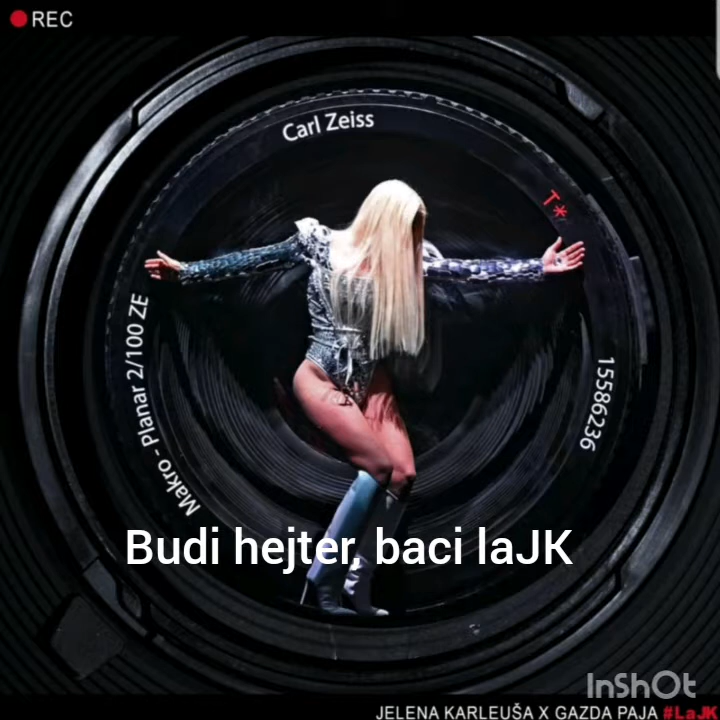 REC
Carl Zeiss
T*
Makro - Planar 2/100 ZE
15586236
Budi hejter, baci laJK
InShOt
JELENA KARLEUŠA X GAZDA PAJA #LaJK